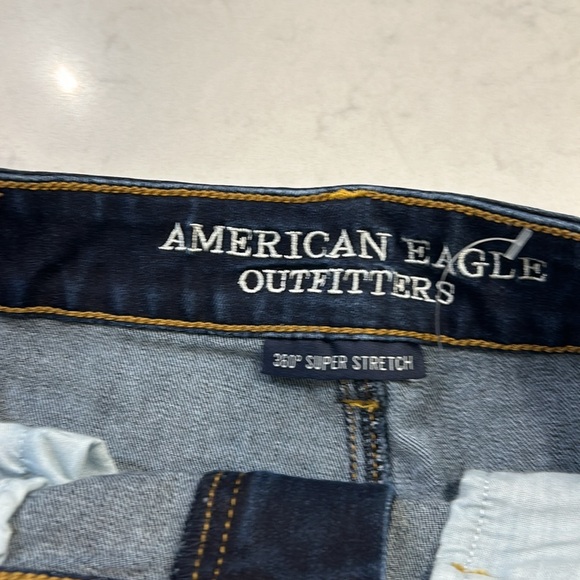 AMERICAN EAGLE
OUTFITTERS
360° SUPER STRETCH